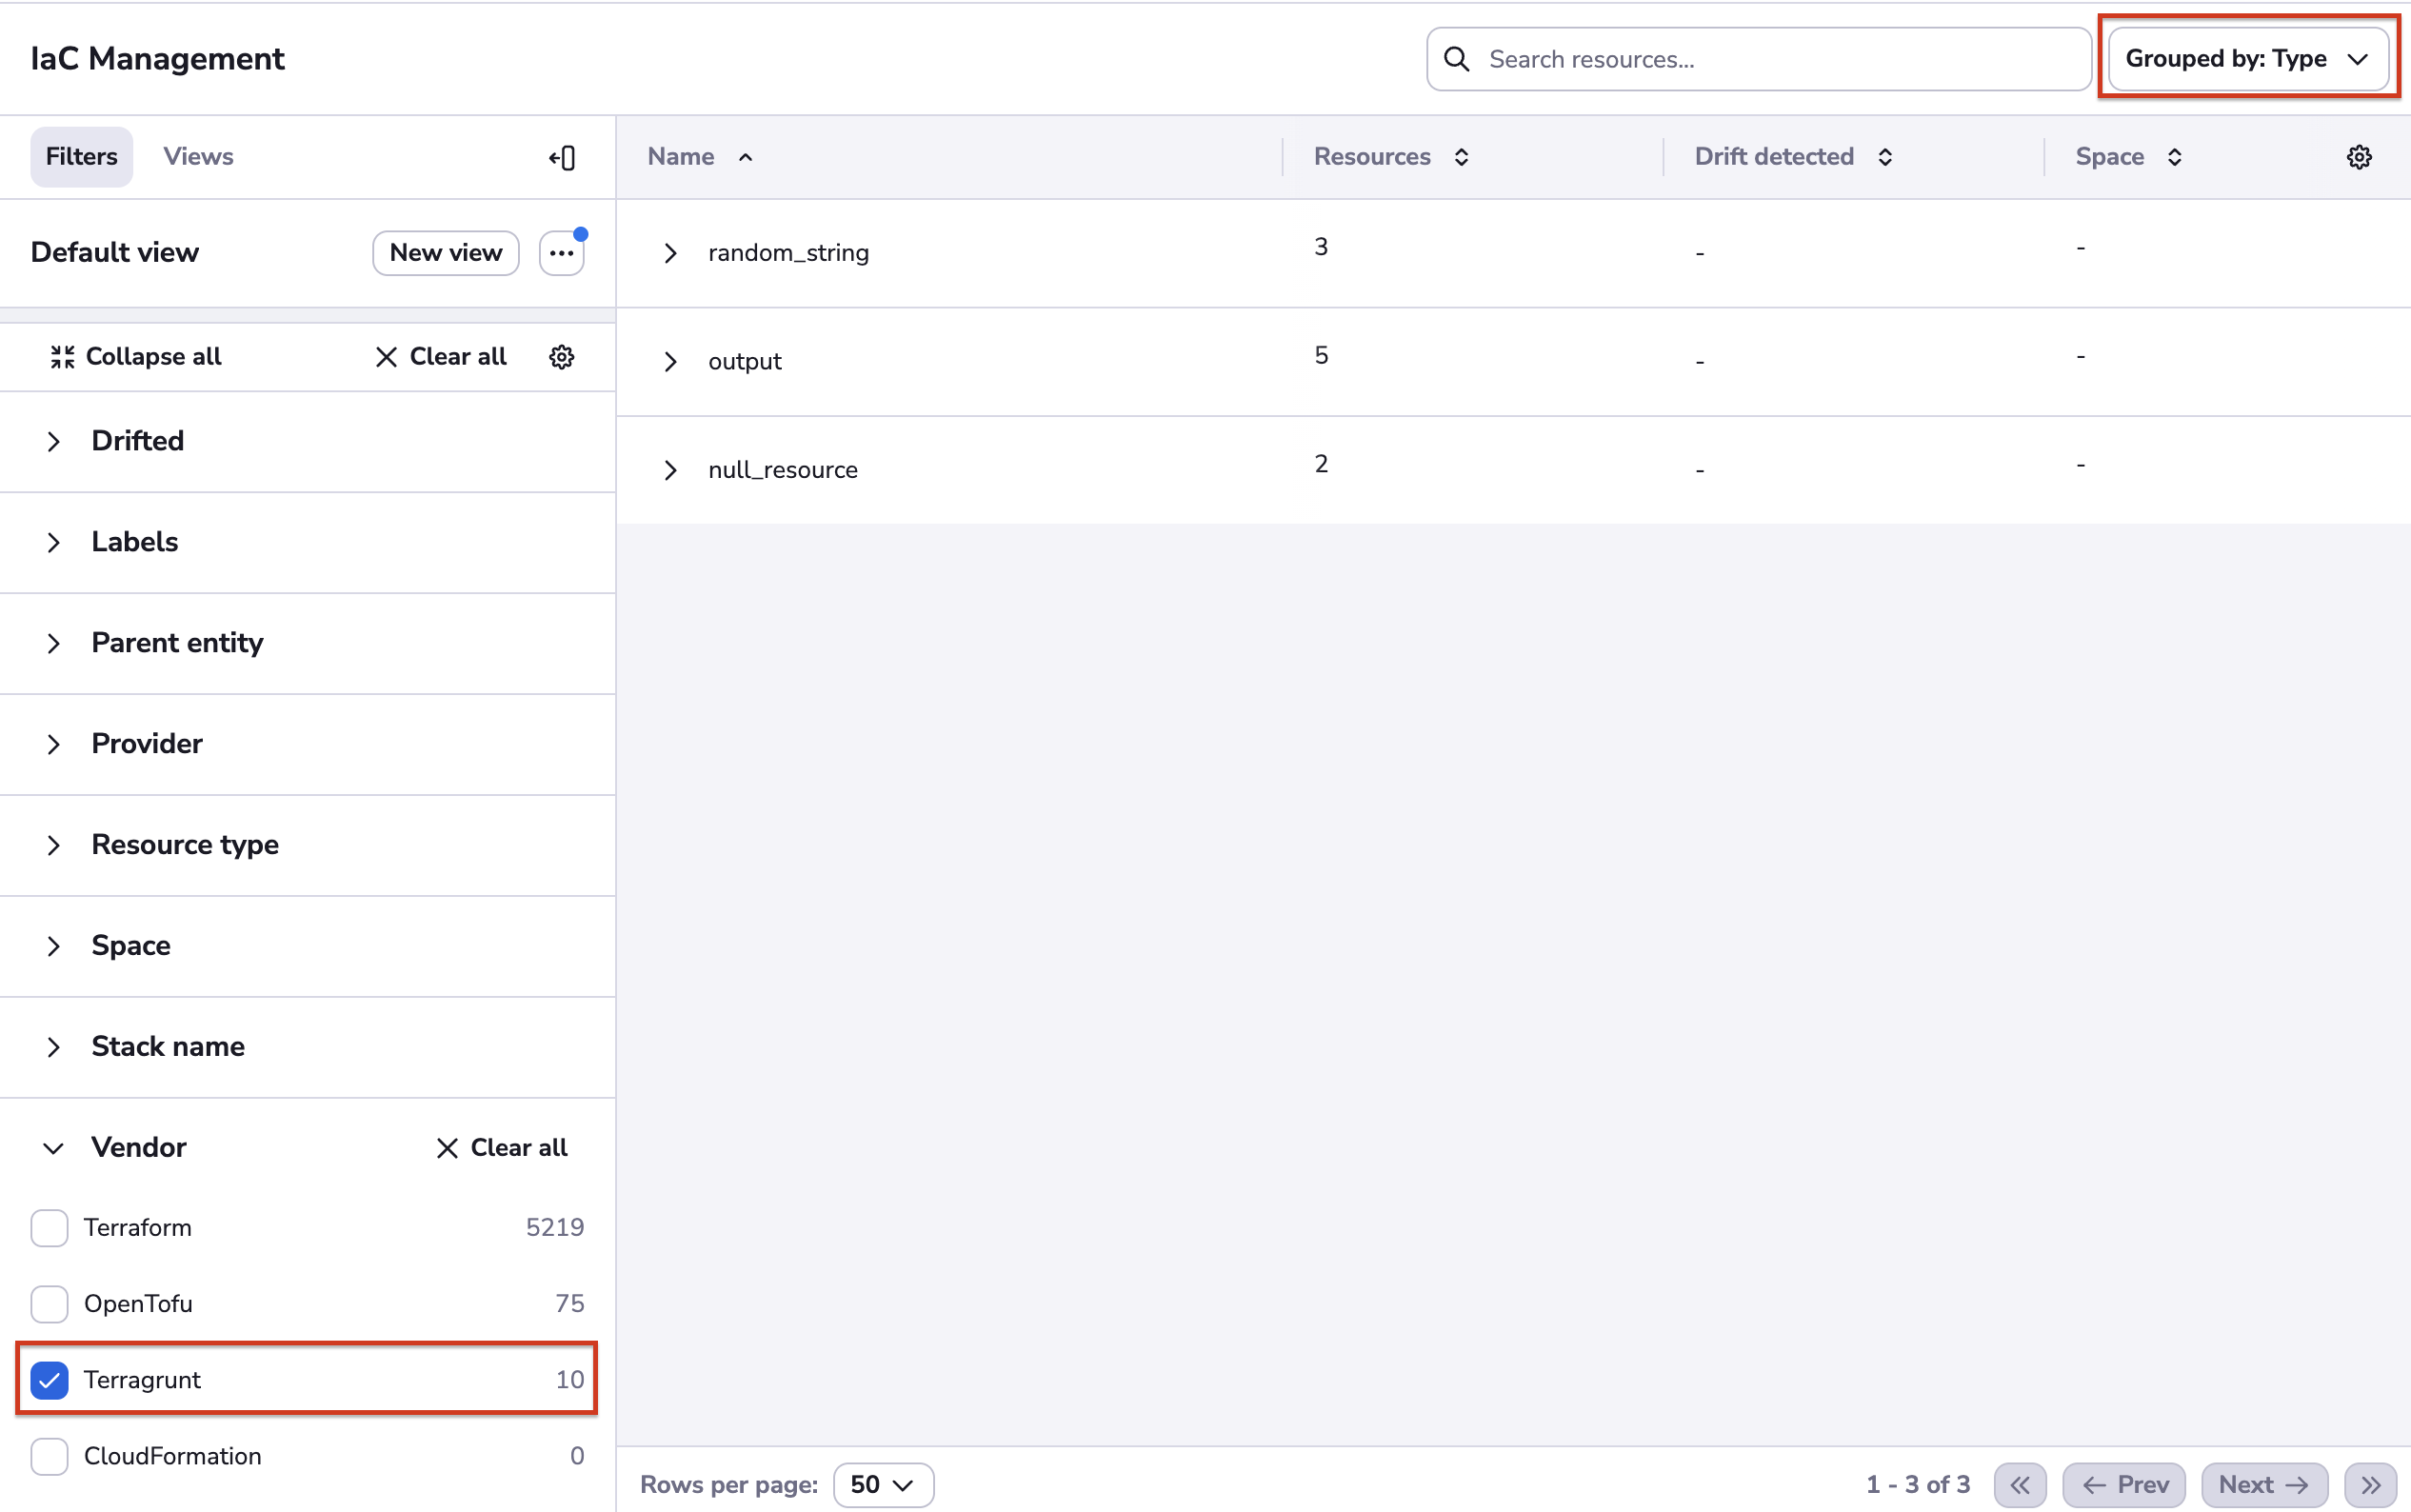 IaC Management
Search resources...
Grouped by: Type
Filters Views
Name Resources Drift detected Space
Default view New view ...
random_string 3 - -
Collapse all Clear all
output 5 - -
Drifted
null_resource 2 - -
Labels
Parent entity
Provider
Resource type
Space
Stack name
Vendor Clear all
Terraform 5219
OpenTofu 75
Terragrunt 10
CloudFormation 0
Rows per page: 50 1 - 3 of 3 Prev Next